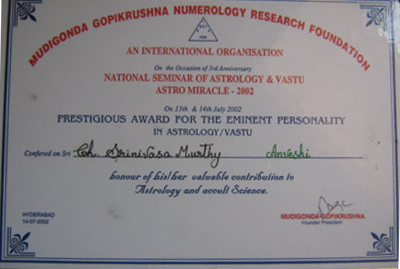 MUDIGONDA GOPIKRUSHNA NUMEROLOGY RESEARCH FOUNDATION
AN INTERNATIONAL ORGANISATION
On the Occasion of 3rd Anniversary
NATIONAL SEMINAR OF ASTROLOGY & VASTU
ASTRO MIRACLE - 2002
On 13th & 14th July 2002
PRESTIGIOUS AWARD FOR THE EMINENT PERSONALITY
IN ASTROLOGY/VASTU
Confered on Sri Ch. Srinivasa Murthy
honour of his/her valuable contribution to
Astrology and accult Science.
HYDERABAD
14-07-2002
MUDIGONDA GOPIKRUSHNA
Founder President